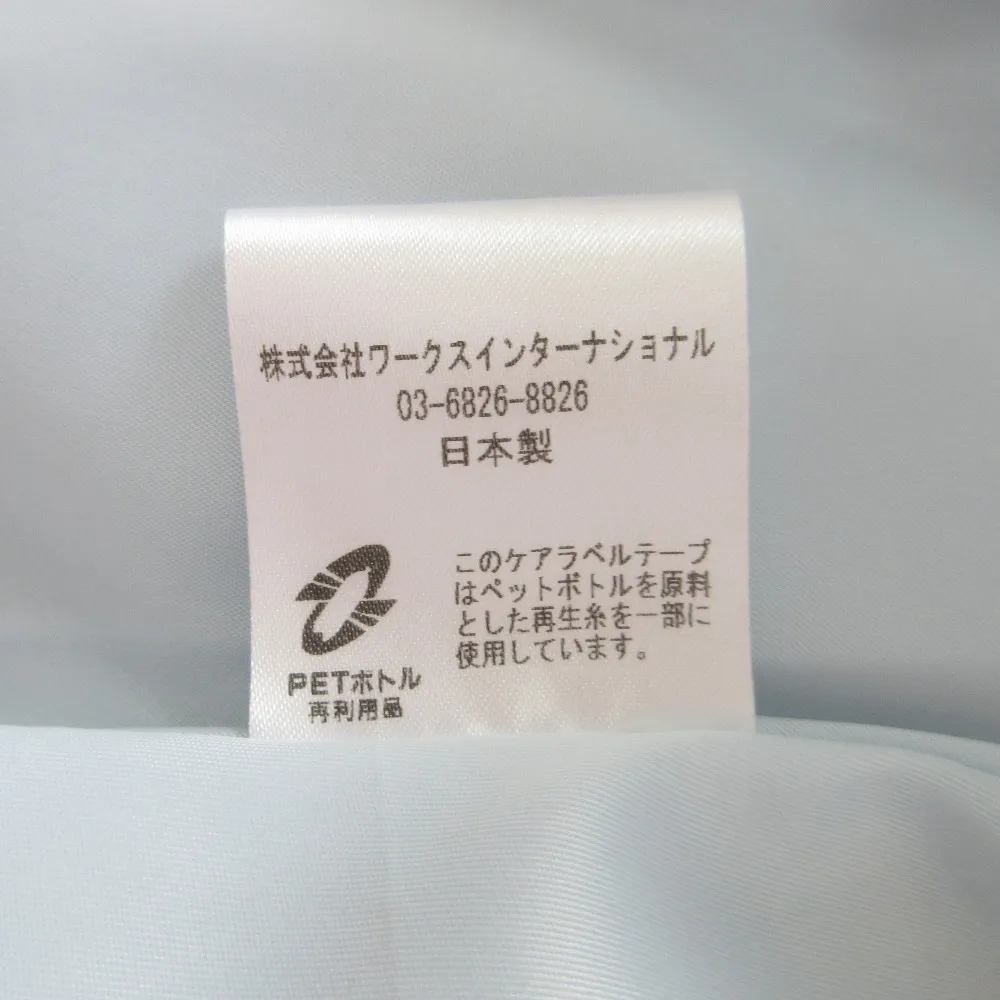 株式会社ワークスインターナショナル
03-6826-8826
日本製
このケアラベルテープ
はペットボトルを原料
とした再生糸を一部に
使用しています。
PETボトル
再利用品